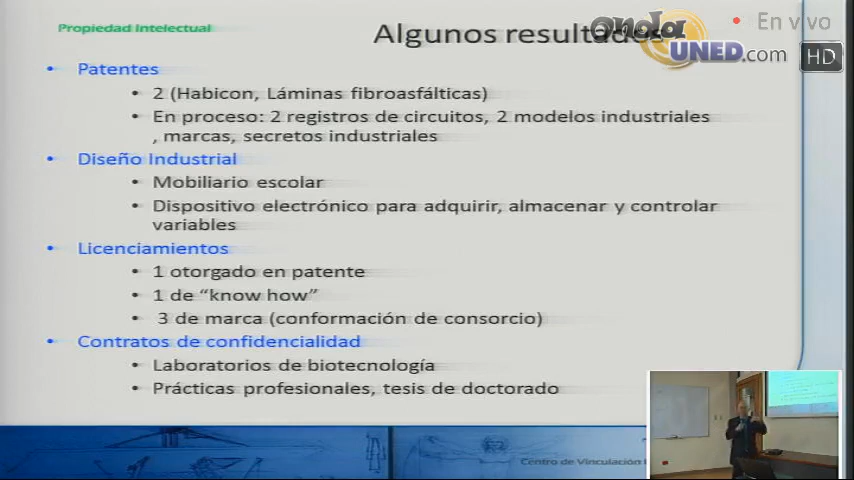 Propiedad Intelectual
Algunos resultados
onda
UNED.com
En vivo
HD
• Patentes
• 2 (Habicon, Láminas fibroasfálticas)
• En proceso: 2 registros de circuitos, 2 modelos industriales
, marcas, secretos industriales
• Diseño Industrial
• Mobiliario escolar
• Dispositivo electrónico para adquirir, almacenar y controlar
variables
• Licenciamientos
• 1 otorgado en patente
• 1 de “know how”
• 3 de marca (conformación de consorcio)
• Contratos de confidencialidad
• Laboratorios de biotecnología
• Prácticas profesionales, tesis de doctorado
Centro de Vinculación